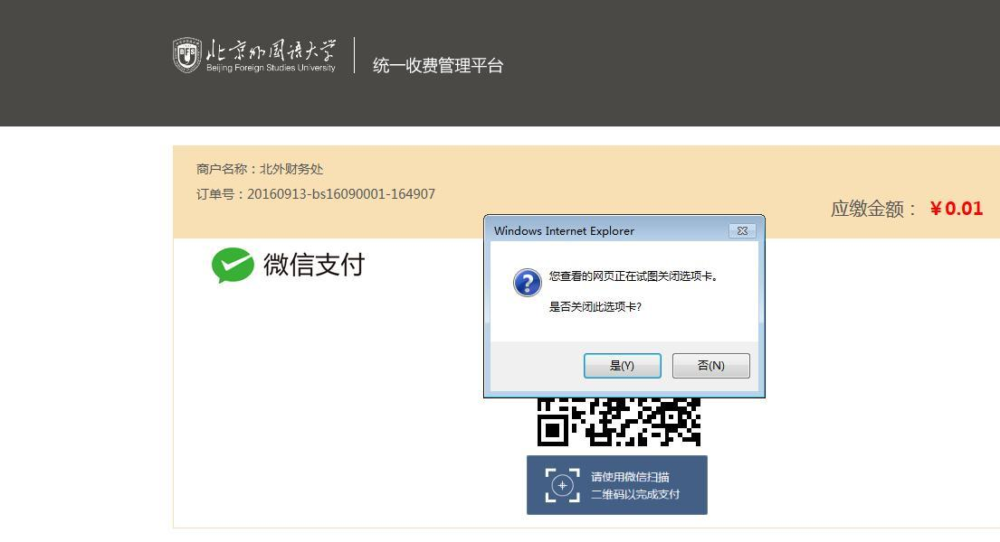 BFS
北京外国语大学
Beijing Foreign Studies University
统一收费管理平台
商户名称：北外财务处
订单号：20160913-bs16090001-164907
应缴金额： ￥0.01
微信支付
Windows Internet Explorer
您查看的网页正在试图关闭选项卡。
是否关闭此选项卡?
是(Y)
否(N)
请使用微信扫描
二维码以完成支付